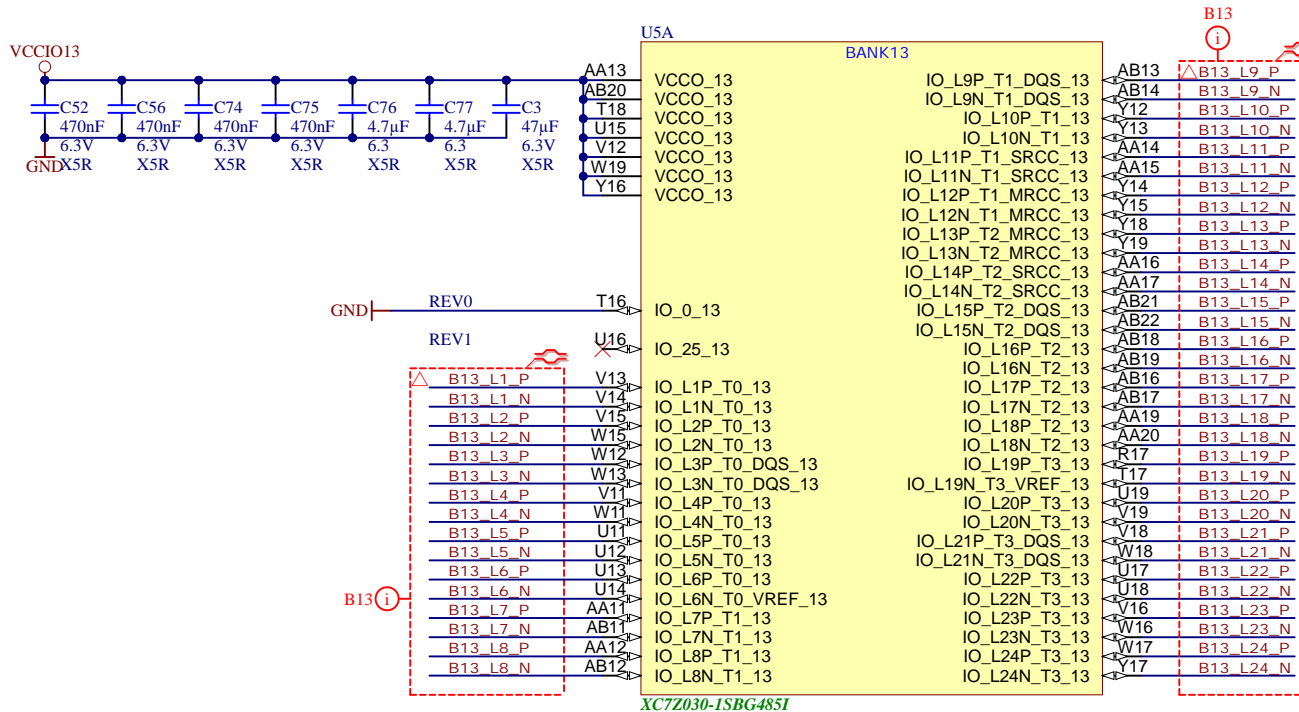 B13
U5A
VCCIO13
BANK13
AA13 VCCO_13
AB20 VCCO_13
T18 VCCO_13
U15 VCCO_13
V12 VCCO_13
W19 VCCO_13
Y16 VCCO_13
C52 470nF 6.3V X5R
C56 470nF 6.3V X5R
C74 470nF 6.3V X5R
C75 470nF 6.3V X5R
C76 4.7µF 6.3 X5R
C77 4.7µF 6.3 X5R
C3 47µF 6.3V X5R
GND
GND REV0 T16 IO_0_13
REV1 U16 IO_25_13
B13_L1_P V13 IO_L1P_T0_13
B13_L1_N V14 IO_L1N_T0_13
B13_L2_P V15 IO_L2P_T0_13
B13_L2_N W15 IO_L2N_T0_13
B13_L3_P W12 IO_L3P_T0_DQS_13
B13_L3_N W13 IO_L3N_T0_DQS_13
B13_L4_P V11 IO_L4P_T0_13
B13_L4_N W11 IO_L4N_T0_13
B13_L5_P U11 IO_L5P_T0_13
B13_L5_N U12 IO_L5N_T0_13
B13_L6_P U13 IO_L6P_T0_13
B13_L6_N U14 IO_L6N_T0_VREF_13
B13_L7_P AA11 IO_L7P_T1_13
B13_L7_N AB11 IO_L7N_T1_13
B13_L8_P AA12 IO_L8P_T1_13
B13_L8_N AB12 IO_L8N_T1_13
B13 i
i
IO_L9P_T1_DQS_13 AB13 B13_L9_P
IO_L9N_T1_DQS_13 AB14 B13_L9_N
IO_L10P_T1_13 Y12 B13_L10_P
IO_L10N_T1_13 Y13 B13_L10_N
IO_L11P_T1_SRCC_13 AA14 B13_L11_P
IO_L11N_T1_SRCC_13 AA15 B13_L11_N
IO_L12P_T1_MRCC_13 Y14 B13_L12_P
IO_L12N_T1_MRCC_13 Y15 B13_L12_N
IO_L13P_T2_MRCC_13 Y18 B13_L13_P
IO_L13N_T2_MRCC_13 Y19 B13_L13_N
IO_L14P_T2_SRCC_13 AA16 B13_L14_P
IO_L14N_T2_SRCC_13 AA17 B13_L14_N
IO_L15P_T2_DQS_13 AB21 B13_L15_P
IO_L15N_T2_DQS_13 AB22 B13_L15_N
IO_L16P_T2_13 AB18 B13_L16_P
IO_L16N_T2_13 AB19 B13_L16_N
IO_L17P_T2_13 AB16 B13_L17_P
IO_L17N_T2_13 AB17 B13_L17_N
IO_L18P_T2_13 AA19 B13_L18_P
IO_L18N_T2_13 AA20 B13_L18_N
IO_L19P_T3_13 R17 B13_L19_P
IO_L19N_T3_VREF_13 T17 B13_L19_N
IO_L20P_T3_13 U19 B13_L20_P
IO_L20N_T3_13 V19 B13_L20_N
IO_L21P_T3_DQS_13 V18 B13_L21_P
IO_L21N_T3_DQS_13 W18 B13_L21_N
IO_L22P_T3_13 U17 B13_L22_P
IO_L22N_T3_13 U18 B13_L22_N
IO_L23P_T3_13 V16 B13_L23_P
IO_L23N_T3_13 W16 B13_L23_N
IO_L24P_T3_13 W17 B13_L24_P
IO_L24N_T3_13 Y17 B13_L24_N
XC7Z030-1SBG485I